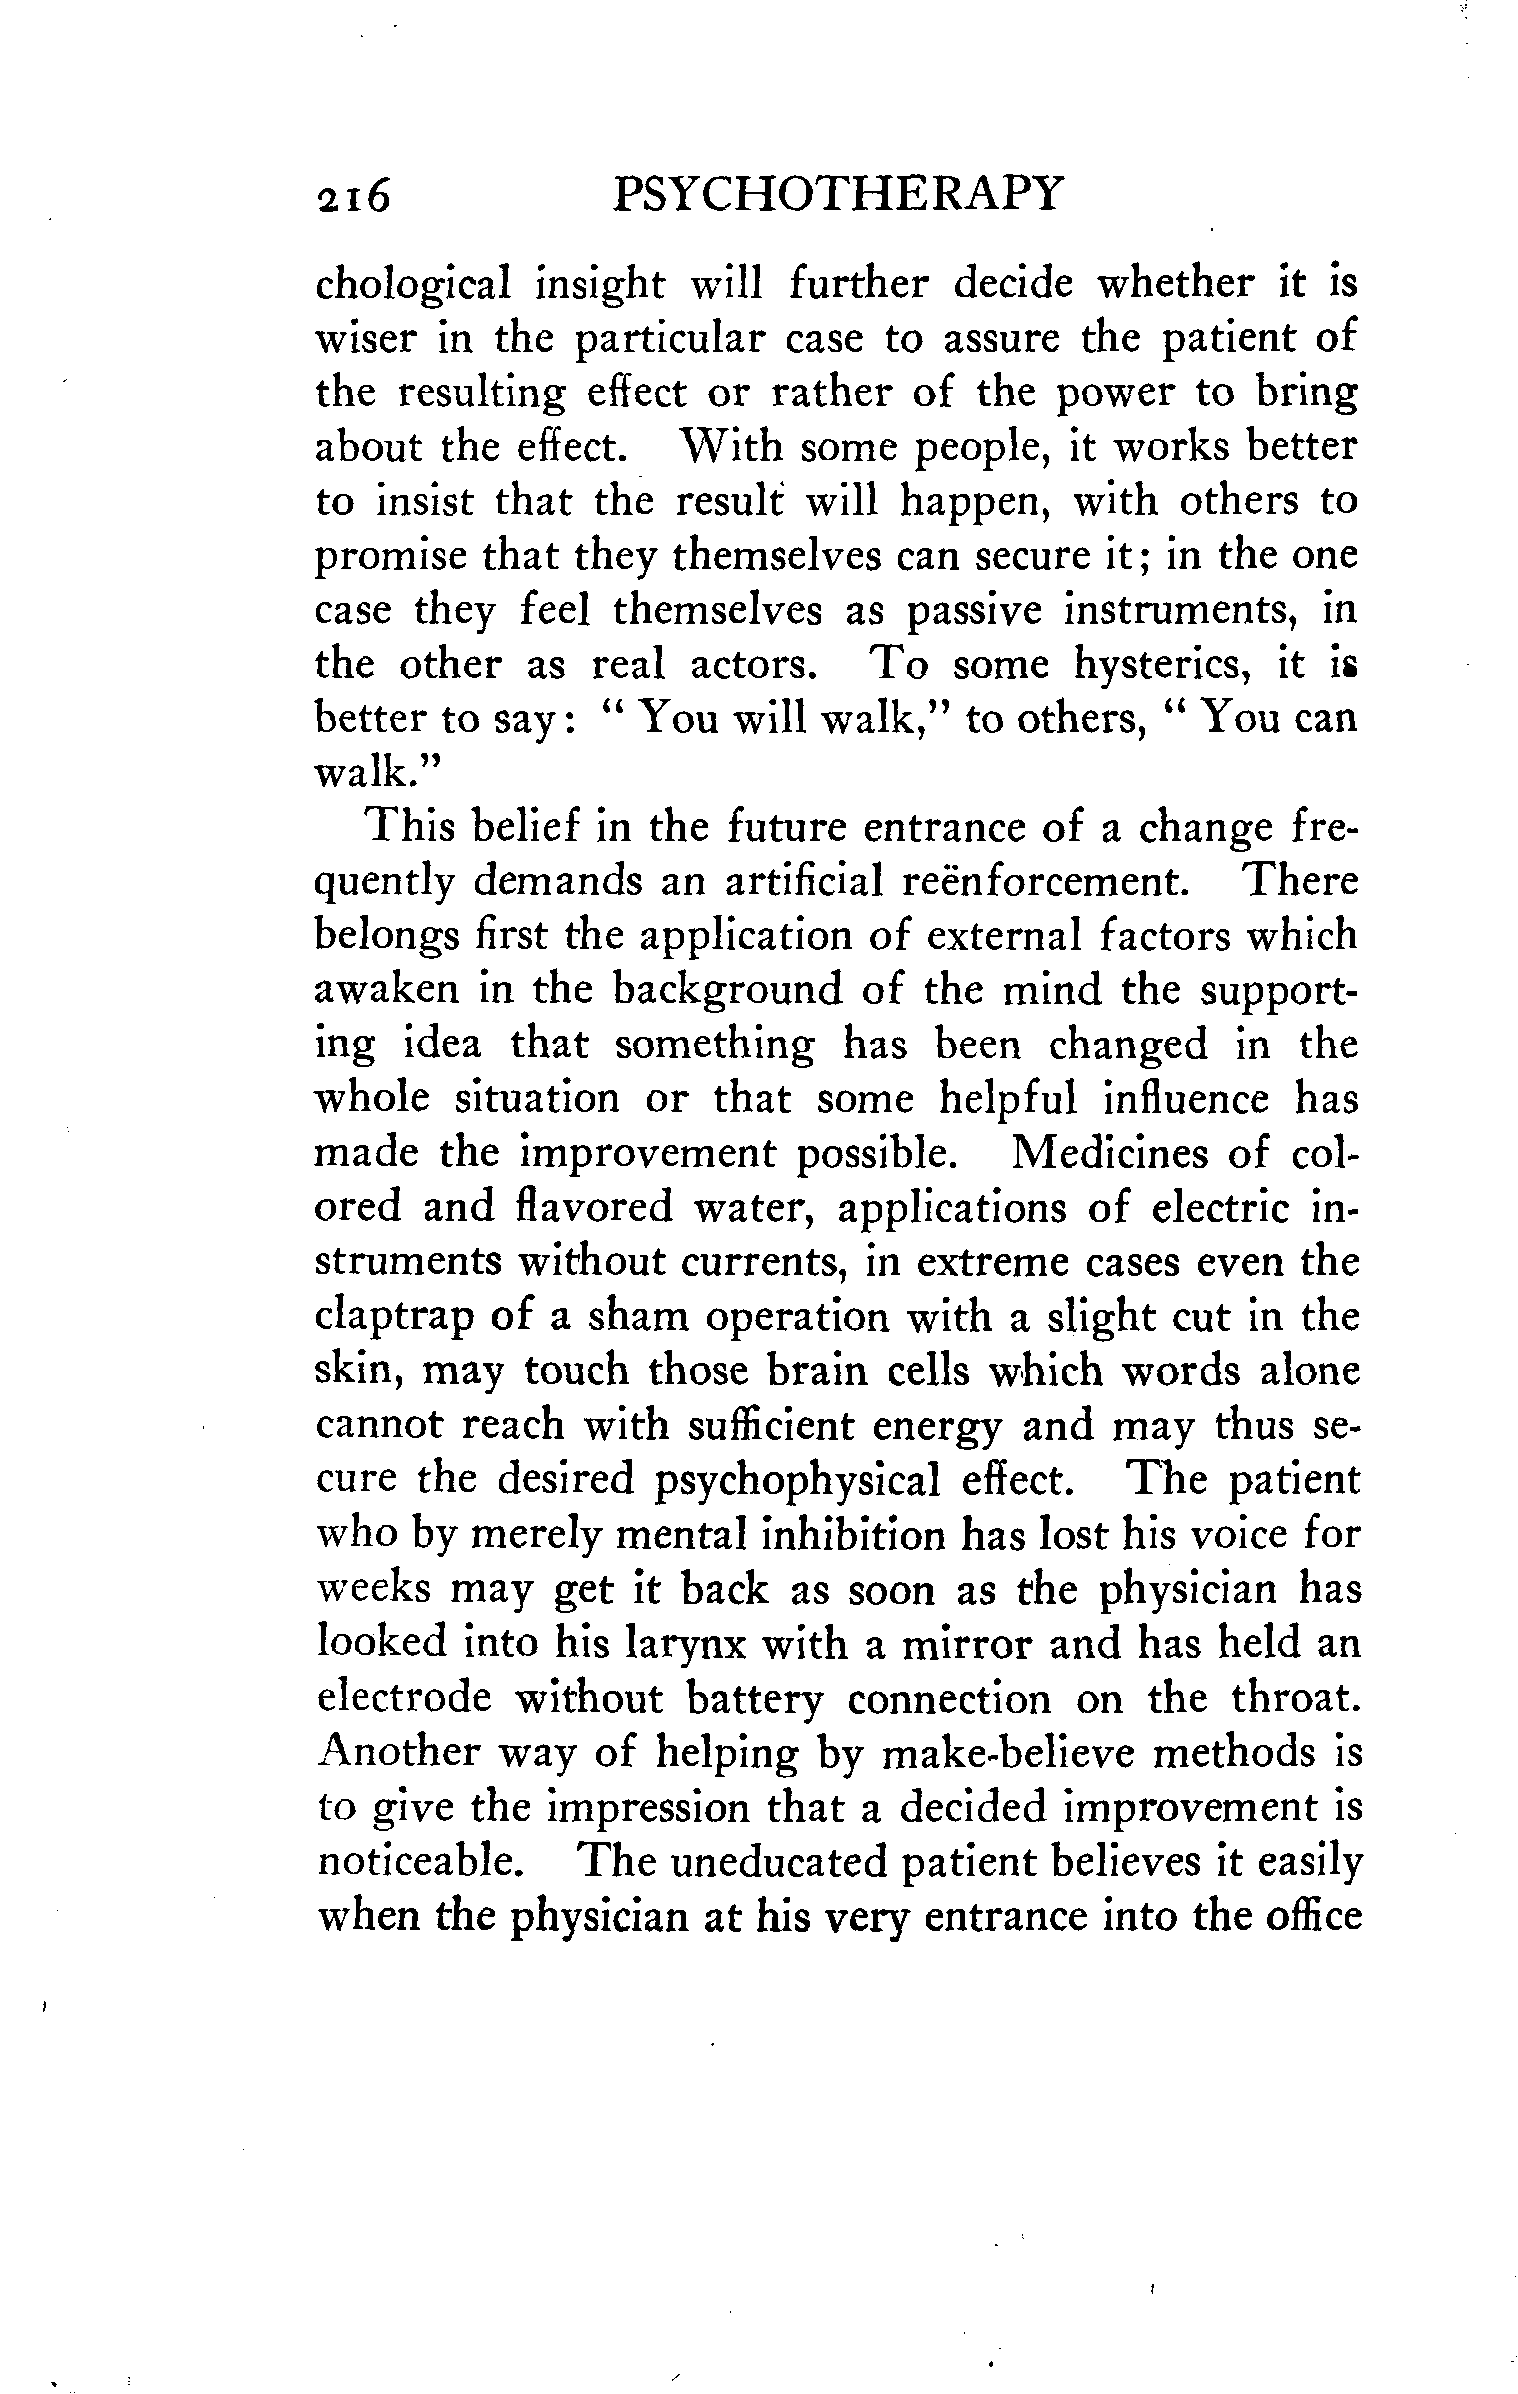 216 PSYCHOTHERAPY
chological insight will further decide whether it is
wiser in the particular case to assure the patient of
the resulting effect or rather of the power to bring
about the effect. With some people, it works better
to insist that the result will happen, with others to
promise that they themselves can secure it; in the one
case they feel themselves as passive instruments, in
the other as real actors. To some hysterics, it is
better to say: “ You will walk,” to others, “ You can
walk.”
This belief in the future entrance of a change fre-
quently demands an artificial reënforcement. There
belongs first the application of external factors which
awaken in the background of the mind the support-
ing idea that something has been changed in the
whole situation or that some helpful influence has
made the improvement possible. Medicines of col-
ored and flavored water, applications of electric in-
struments without currents, in extreme cases even the
claptrap of a sham operation with a slight cut in the
skin, may touch those brain cells which words alone
cannot reach with sufficient energy and may thus se-
cure the desired psychophysical effect. The patient
who by merely mental inhibition has lost his voice for
weeks may get it back as soon as the physician has
looked into his larynx with a mirror and has held an
electrode without battery connection on the throat.
Another way of helping by make-believe methods is
to give the impression that a decided improvement is
noticeable. The uneducated patient believes it easily
when the physician at his very entrance into the office